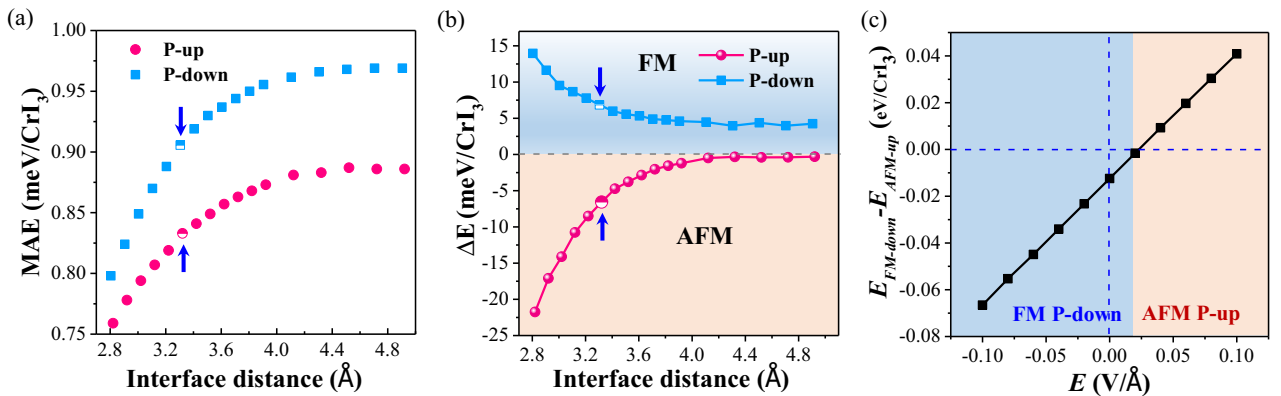 (a)
MAE (meV/CrI3)
1.00
0.95
0.90
0.85
0.80
0.75
P-up
P-down
2.8 3.2 3.6 4.0 4.4 4.8
Interface distance (Å)
(b)
ΔE (meV/CrI3)
15
10
5
0
-5
-10
-15
-20
-25
FM
P-up
P-down
AFM
2.8 3.2 3.6 4.0 4.4 4.8
Interface distance (Å)
(c)
EFM-down-EAFM-up (eV/CrI3)
0.04
0.02
0.00
-0.02
-0.04
-0.06
-0.08
FM P-down AFM P-up
-0.10 -0.05 0.00 0.05 0.10
E (V/Å)